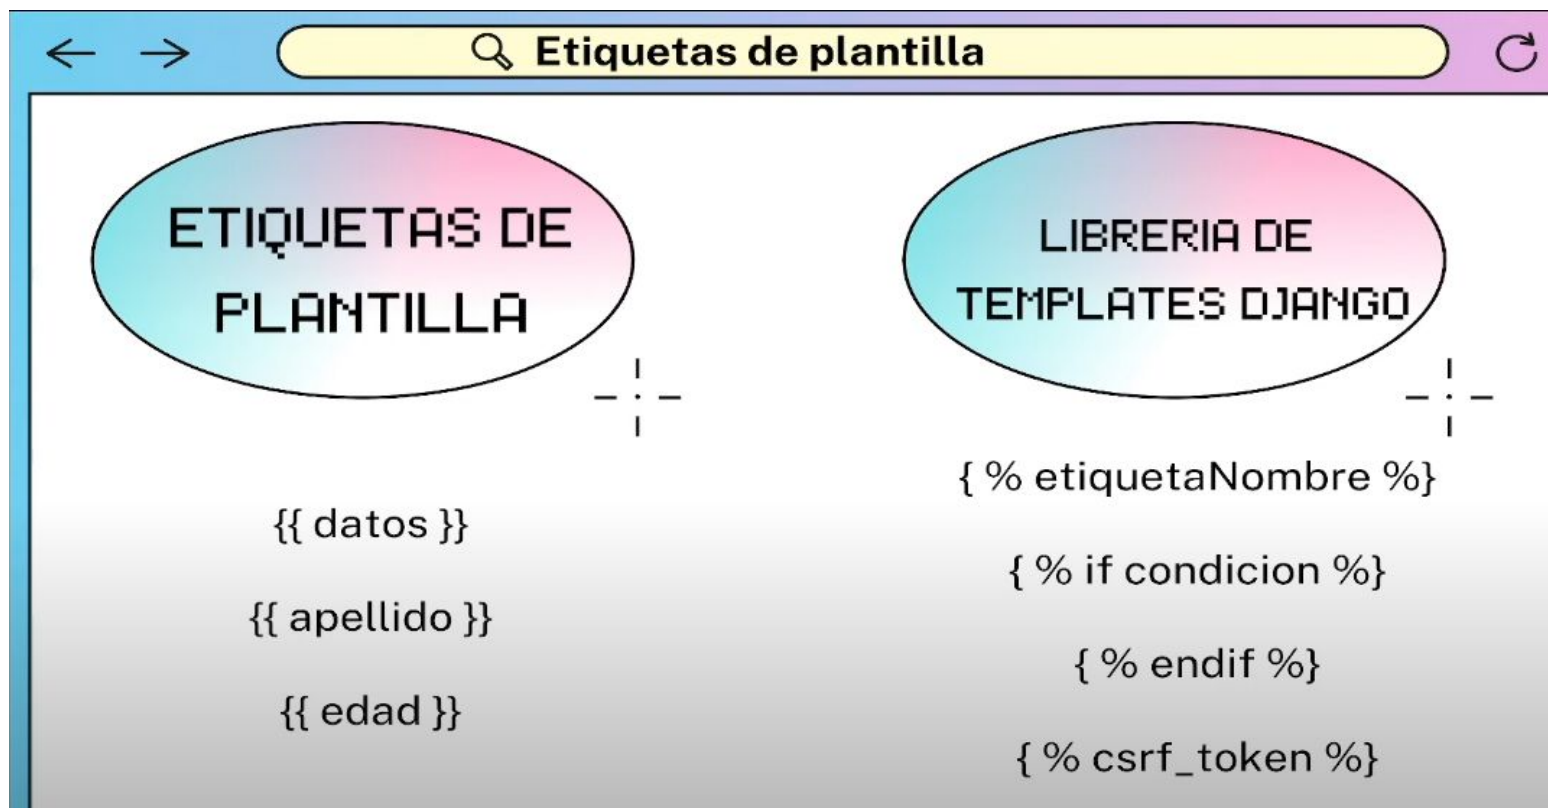 Etiquetas de plantilla
ETIQUETAS DE
PLANTILLA
{{ datos }}
{{ apellido }}
{{ edad }}
LIBRERIA DE
TEMPLATES DJANGO
{ % etiquetaNombre %}
{ % if condicion %}
{ % endif %}
{ % csrf_token %}